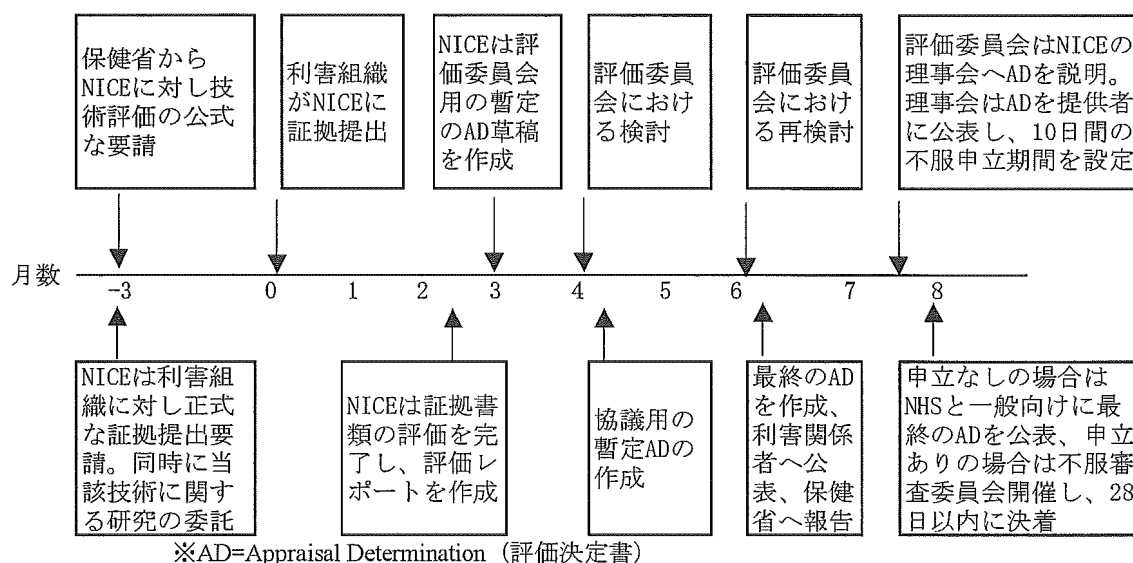 保健省から
NICEに対し技
術評価の公式
な要請
利害組織
がNICEに
証拠提出
NICEは評
価委員会
用の暫定
のAD草稿
を作成
評価委員
会におけ
る検討
評価委員
会におけ
る再検討
評価委員会はNICEの
理事会へADを説明。
理事会はADを提供者
に公表し、10日間の
不服申立期間を設定
月数
-3 0 1 2 3 4 5 6 7 8
NICEは利害組
織に対し正式
な証拠提出要
請。同時に当
該技術に関す
る研究の委託
NICEは証拠書
類の評価を完
了し、評価レ
ポートを作成
協議用の
暫定ADの
作成
最終のAD
を作成、
利害関係
者へ公
表、保健
省へ報告
申立なしの場合は
NHSと一般向けに最
終のADを公表、申立
ありの場合は不服審
査委員会開催し、28
日以内に決着
※AD=Appraisal Determination（評価決定書）